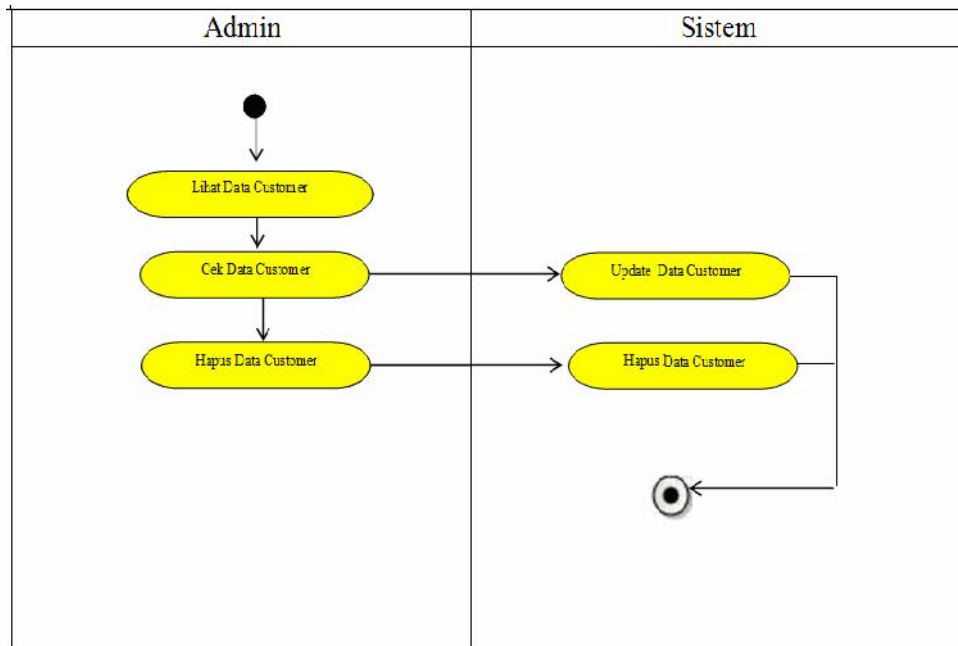 Admin
Sistem
Lihat Data Customer
Cek Data Customer
Update Data Customer
Hapus Data Customer
Hapus Data Customer